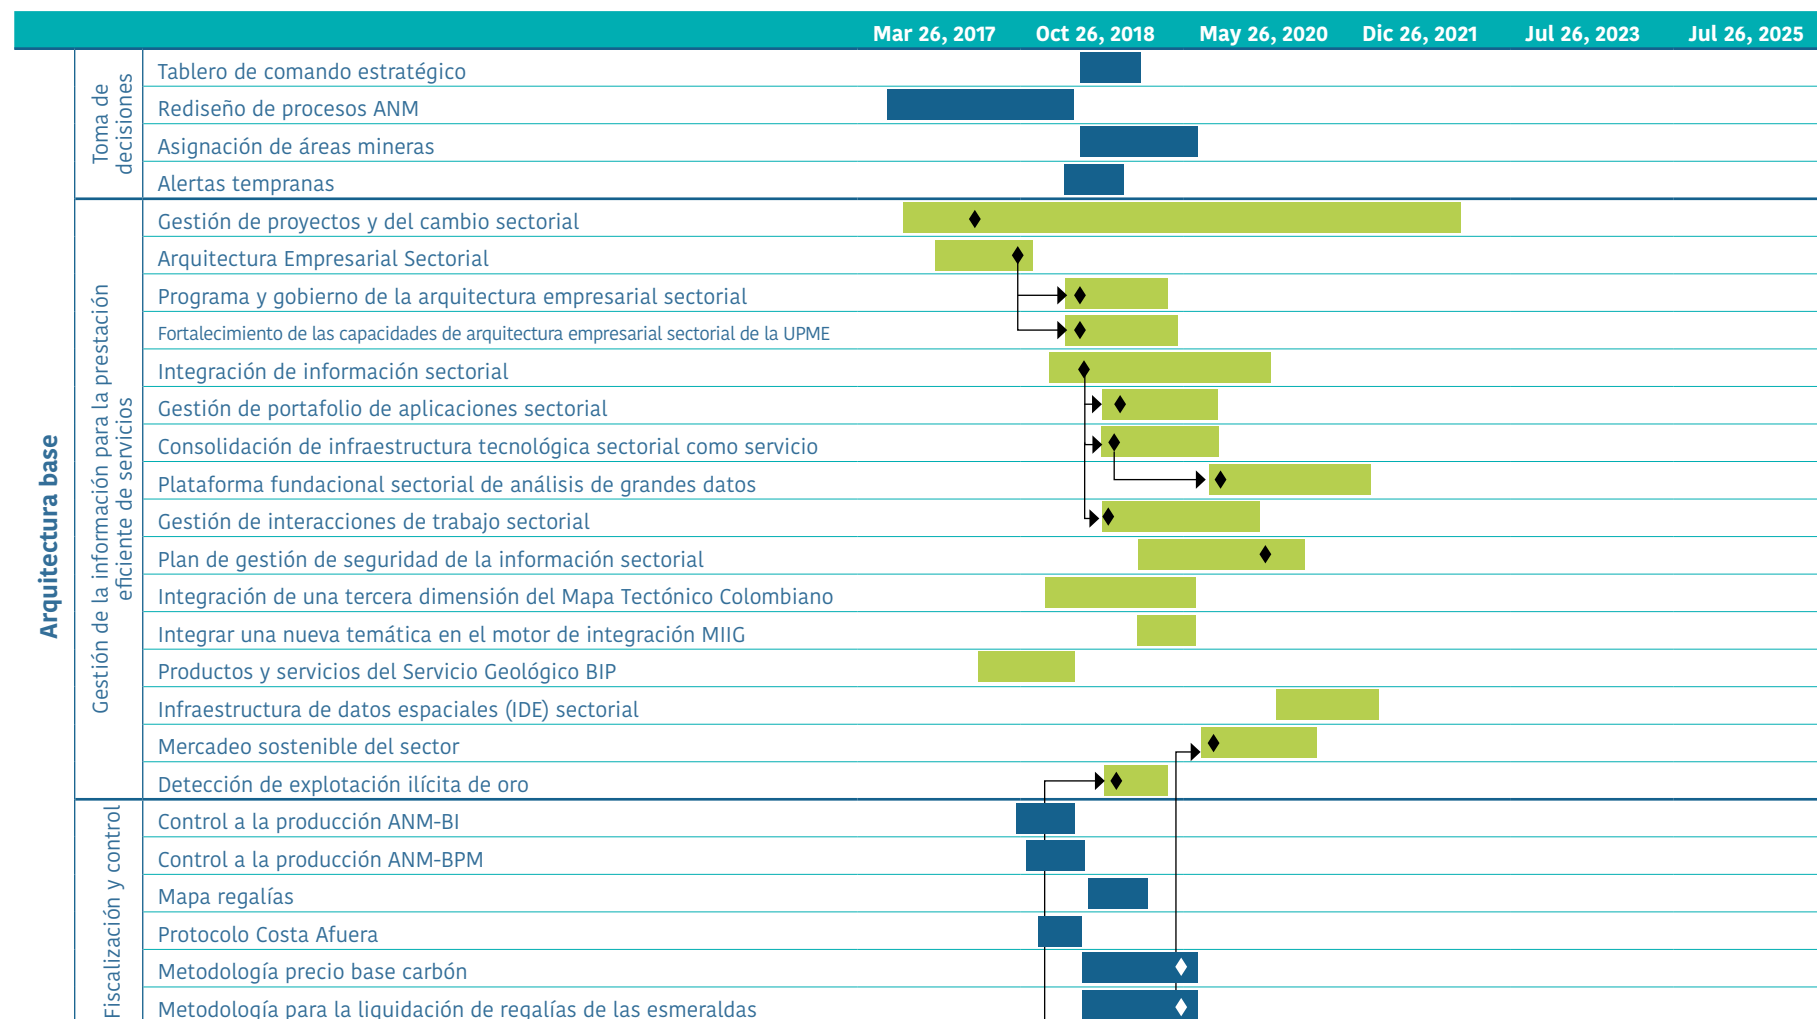 Mar 26, 2017 Oct 26, 2018 May 26, 2020 Dic 26, 2021 Jul 26, 2023 Jul 26, 2025
Arquitectura base
Toma de
decisiones
Tablero de comando estratégico
Rediseño de procesos ANM
Asignación de áreas mineras
Alertas tempranas
Gestión de la información para la prestación
eficiente de servicios
Gestión de proyectos y del cambio sectorial
Arquitectura Empresarial Sectorial
Programa y gobierno de la arquitectura empresarial sectorial
Fortalecimiento de las capacidades de arquitectura empresarial sectorial de la UPME
Integración de información sectorial
Gestión de portafolio de aplicaciones sectorial
Consolidación de infraestructura tecnológica sectorial como servicio
Plataforma fundacional sectorial de análisis de grandes datos
Gestión de interacciones de trabajo sectorial
Plan de gestión de seguridad de la información sectorial
Integración de una tercera dimensión del Mapa Tectónico Colombiano
Integrar una nueva temática en el motor de integración MIIG
Productos y servicios del Servicio Geológico BIP
Infraestructura de datos espaciales (IDE) sectorial
Mercadeo sostenible del sector
Detección de explotación ilícita de oro
Fiscalización y control
Control a la producción ANM-BI
Control a la producción ANM-BPM
Mapa regalías
Protocolo Costa Afuera
Metodología precio base carbón
Metodología para la liquidación de regalías de las esmeraldas